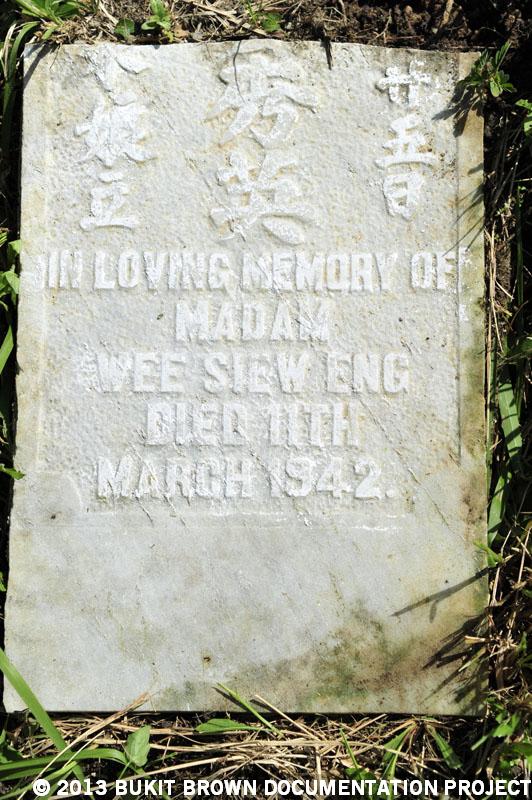 廿五日
秀英
娘立
IN LOVING MEMORY OF
MADAM
WEE SIEW ENG
DIED 11TH
MARCH 1942.
© 2013 BUKIT BROWN DOCUMENTATION PROJECT